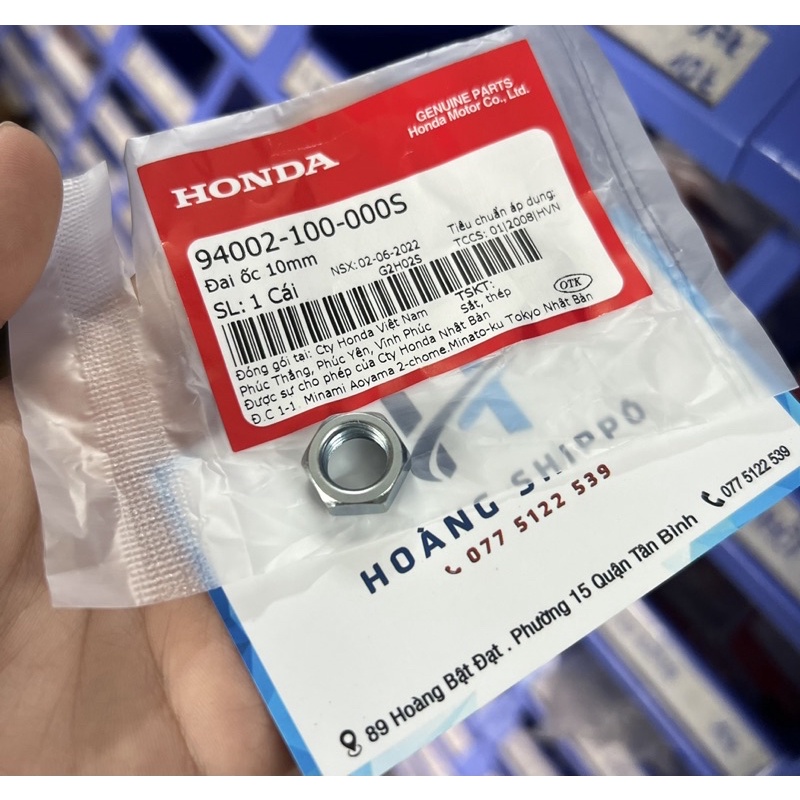 GENUINE PARTS
Honda Motor Co., Ltd.
HONDA
94002-100-000S
Đai ốc 10mm
SL: 1 Cái
NSX: 02-06-2022
G2H02S
Tiêu chuẩn áp dụng:
TCCS: 01|2008|HVN
TSKT:
Sắt, thép
OTK
Đóng gói tại: Cty Honda Việt Nam
Phúc Thắng, Phúc Yên, Vĩnh Phúc
Được sự cho phép của Cty Honda Nhật Bản
Đ.C 1-1 . Minami Aoyama 2-chome.Minato-ku Tokyo Nhật Bản
HOÀNG SHIPPÔ
077 5122 539
077 5122 539
89 Hoàng Bật Đạt . Phường 15 Quận Tân Bình